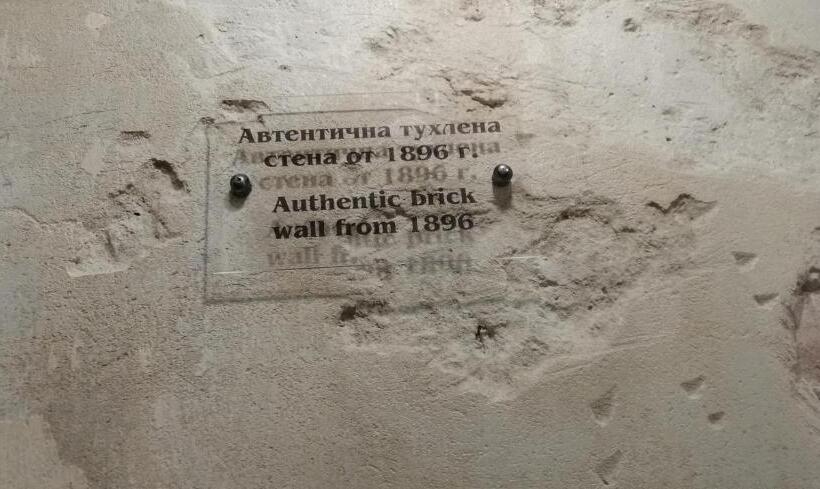 Автентична тухлена
стена от 1896 г.
Authentic brick
wall from 1896